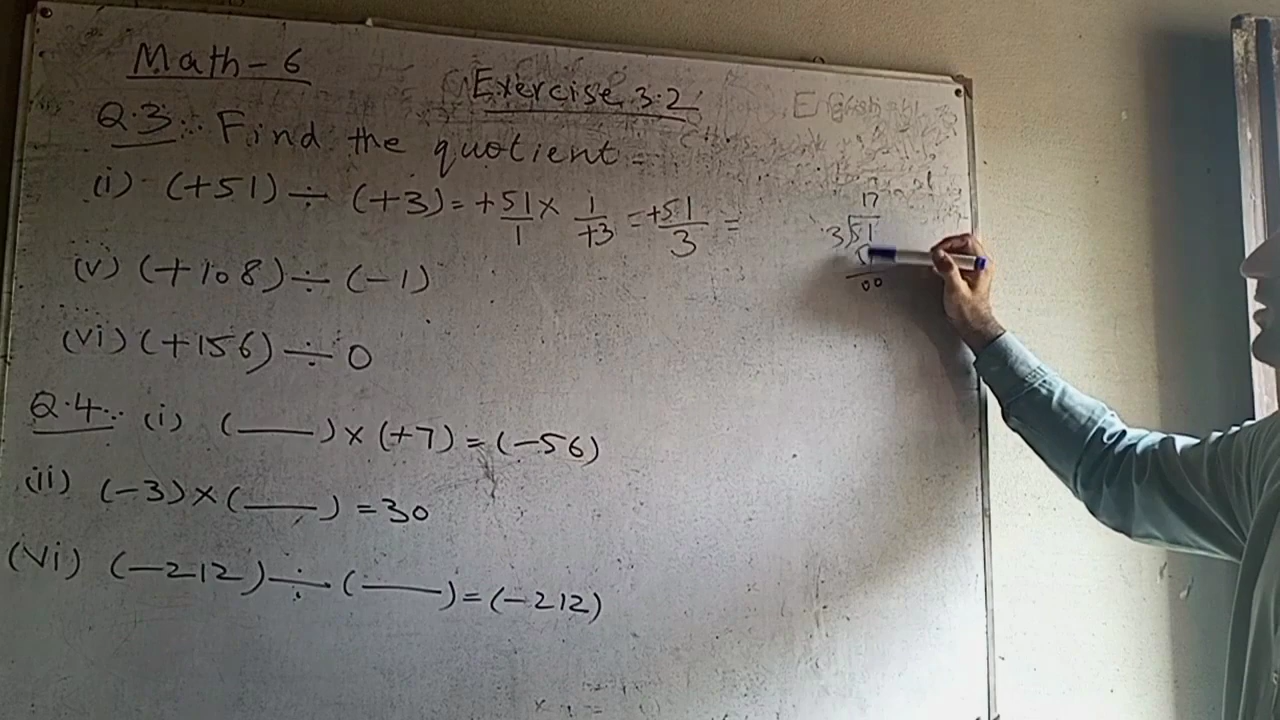 Math-6
Exercise 3.2
Q.3:. Find the quotient.
(i) (+51) ÷ (+3) = +51/1 × 1/+3 = +51/3 =
17
3 51
00
(v) (+108) ÷ (-1)
(vi) (+156) ÷ 0
Q.4:. (i) (___) × (+7) = (-56)
(ii) (-3) × (___) = 30
(vi) (-212) ÷ (___) = (-212)